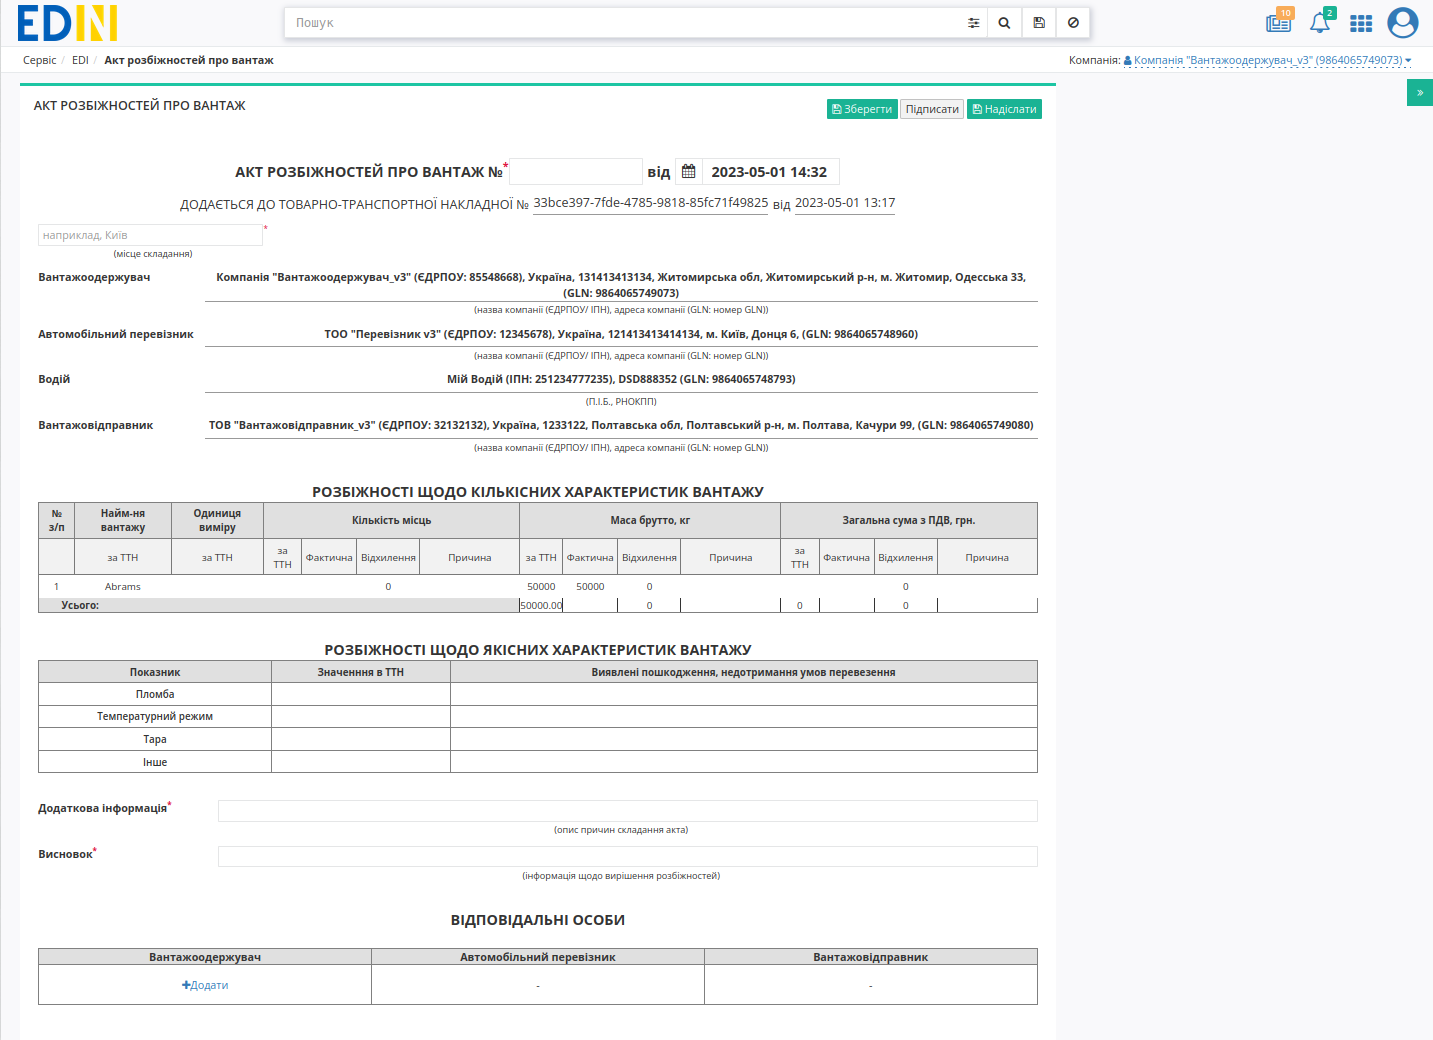 EDIN
Пошук
10
2
Сервіс / EDI / Акт розбіжностей про вантаж
Компанія: Компанія "Вантажоодержувач_v3" (9864065749073)
»
АКТ РОЗБІЖНОСТЕЙ ПРО ВАНТАЖ
Зберегти Підписати Надіслати
АКТ РОЗБІЖНОСТЕЙ ПРО ВАНТАЖ №* від 2023-05-01 14:32
ДОДАЄТЬСЯ ДО ТОВАРНО-ТРАНСПОРТНОЇ НАКЛАДНОЇ № 33bce397-7fde-4785-9818-85fc71f49825 від 2023-05-01 13:17
наприклад, Київ *
(місце складання)
Вантажоодержувач Компанія "Вантажоодержувач_v3" (ЄДРПОУ: 85548668), Україна, 131413413134, Житомирська обл, Житомирський р-н, м. Житомир, Одесська 33,
(GLN: 9864065749073)
(назва компанії (ЄДРПОУ/ ІПН), адреса компанії (GLN: номер GLN))
Автомобільний перевізник ТОО "Перевізник v3" (ЄДРПОУ: 12345678), Україна, 121413413414134, м. Київ, Донця 6, (GLN: 9864065748960)
(назва компанії (ЄДРПОУ/ ІПН), адреса компанії (GLN: номер GLN))
Водій Мій Водій (ІПН: 251234777235), DSD888352 (GLN: 9864065748793)
(П.І.Б., РНОКПП)
Вантажовідправник ТОВ "Вантажовідправник_v3" (ЄДРПОУ: 32132132), Україна, 1233122, Полтавська обл, Полтавський р-н, м. Полтава, Качури 99, (GLN: 9864065749080)
(назва компанії (ЄДРПОУ/ ІПН), адреса компанії (GLN: номер GLN))
РОЗБІЖНОСТІ ЩОДО КІЛЬКІСНИХ ХАРАКТЕРИСТИК ВАНТАЖУ
№ з/п Найм-ня вантажу Одиниця виміру Кількість місць Маса брутто, кг Загальна сума з ПДВ, грн.
за ТТН за ТТН за ТТН Фактична Відхилення Причина за ТТН Фактична Відхилення Причина за ТТН Фактична Відхилення Причина
1 Abrams 0 50000 50000 0 0
Усього: 50000.00 0 0 0
РОЗБІЖНОСТІ ЩОДО ЯКІСНИХ ХАРАКТЕРИСТИК ВАНТАЖУ
Показник Значенння в ТТН Виявлені пошкодження, недотримання умов перевезення
Пломба
Температурний режим
Тара
Інше
Додаткова інформація*
(опис причин складання акта)
Висновок*
(інформація щодо вирішення розбіжностей)
ВІДПОВІДАЛЬНІ ОСОБИ
Вантажоодержувач Автомобільний перевізник Вантажовідправник
Додати - -